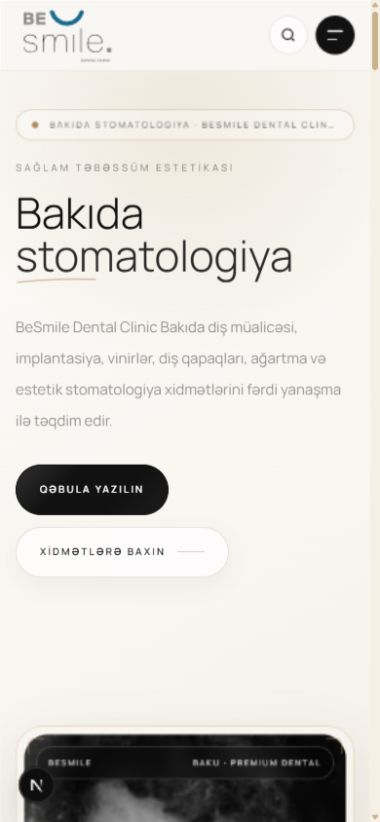 BE
smile.
BAKIDA STOMATOLOGIYA · BESMILE DENTAL CLIN…
SAĞLAM TƏBƏSSÜM ESTETİKASI
Bakıda
stomatologiya
BeSmile Dental Clinic Bakıda diş müalicəsi,
implantasiya, vinirlər, diş qapaqları, ağartma və
estetik stomatologiya xidmətlərini fərdi yanaşma
ilə təqdim edir.
QƏBULA YAZILIN
XİDMƏTLƏRƏ BAXIN
BESMILE BAKU · PREMIUM DENTAL
N